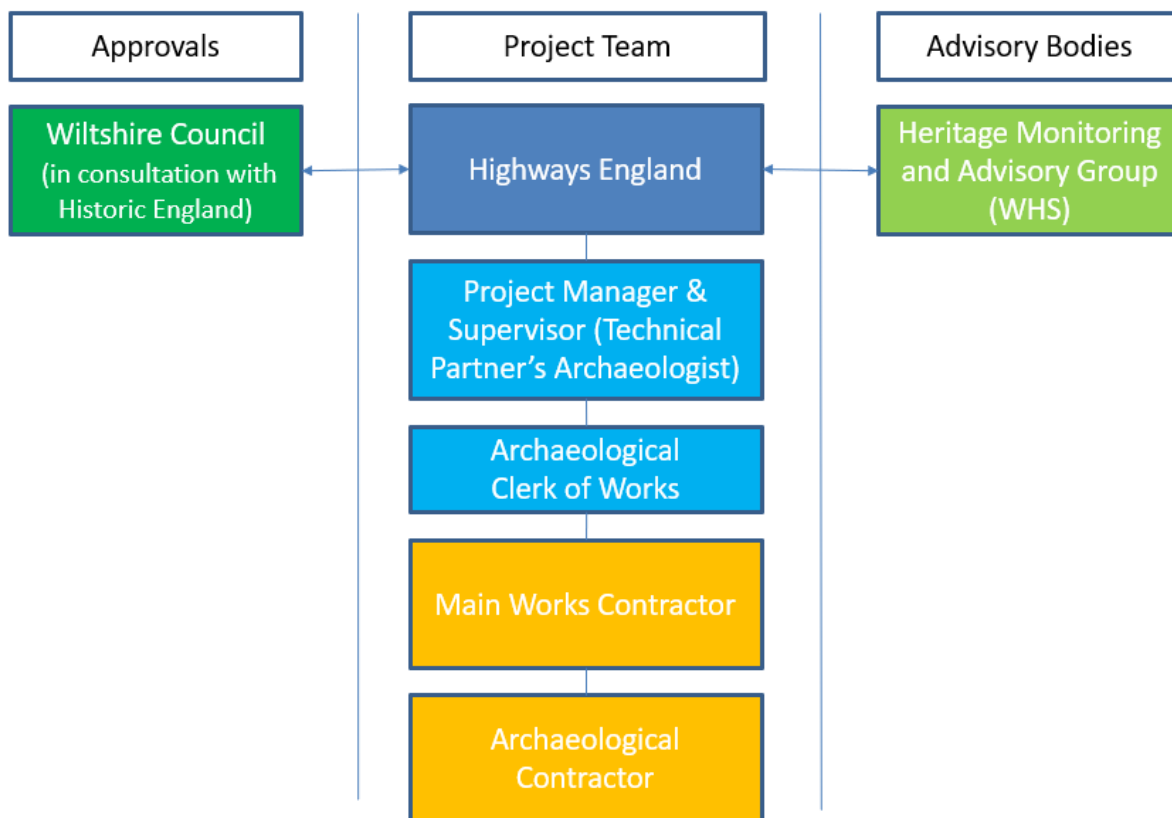 Approvals
Project Team
Advisory Bodies
Wiltshire Council
(in consultation with
Historic England)
Highways England
Heritage Monitoring
and Advisory Group
(WHS)
Project Manager &
Supervisor (Technical
Partner’s Archaeologist)
Archaeological
Clerk of Works
Main Works Contractor
Archaeological
Contractor